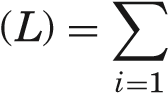 (L) = ∑_{i=1}